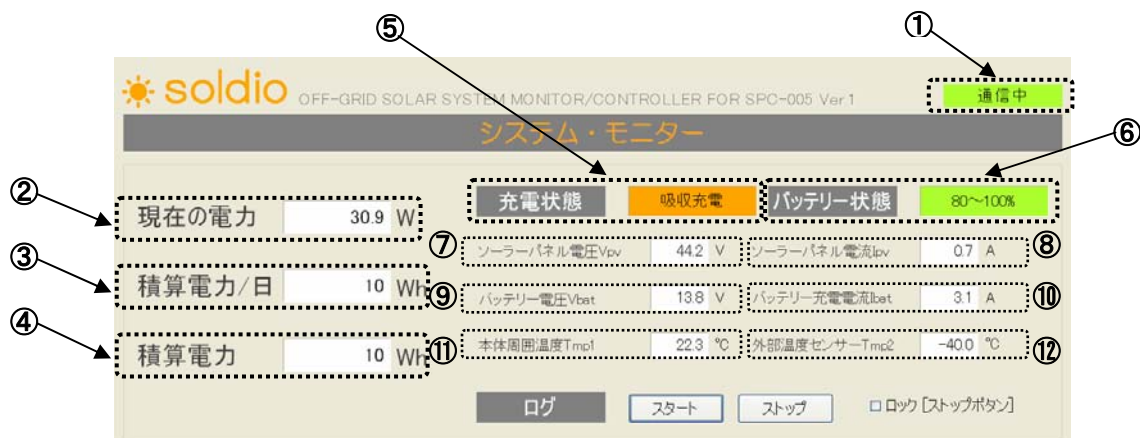 ⑤
①
soldio OFF-GRID SOLAR SYSTEM MONITOR/CONTROLLER FOR SPC-005 Ver.1 通信中
システム・モニター
⑥
②
現在の電力 30.9 W
充電状態 吸収充電 バッテリー状態 80~100%
⑦ ソーラーパネル電圧Vpv 44.2 V ソーラーパネル電流Ipv 0.7 A ⑧
③
積算電力/日 10 Wh
⑨ バッテリー電圧Vbat 13.8 V バッテリー充電電流Ibat 3.1 A ⑩
④
積算電力 10 Wh
⑪ 本体周囲温度Tmp1 22.3 ℃ 外部温度センサーTmp2 -40.0 ℃ ⑫
ログ スタート ストップ ロック [ストップボタン]